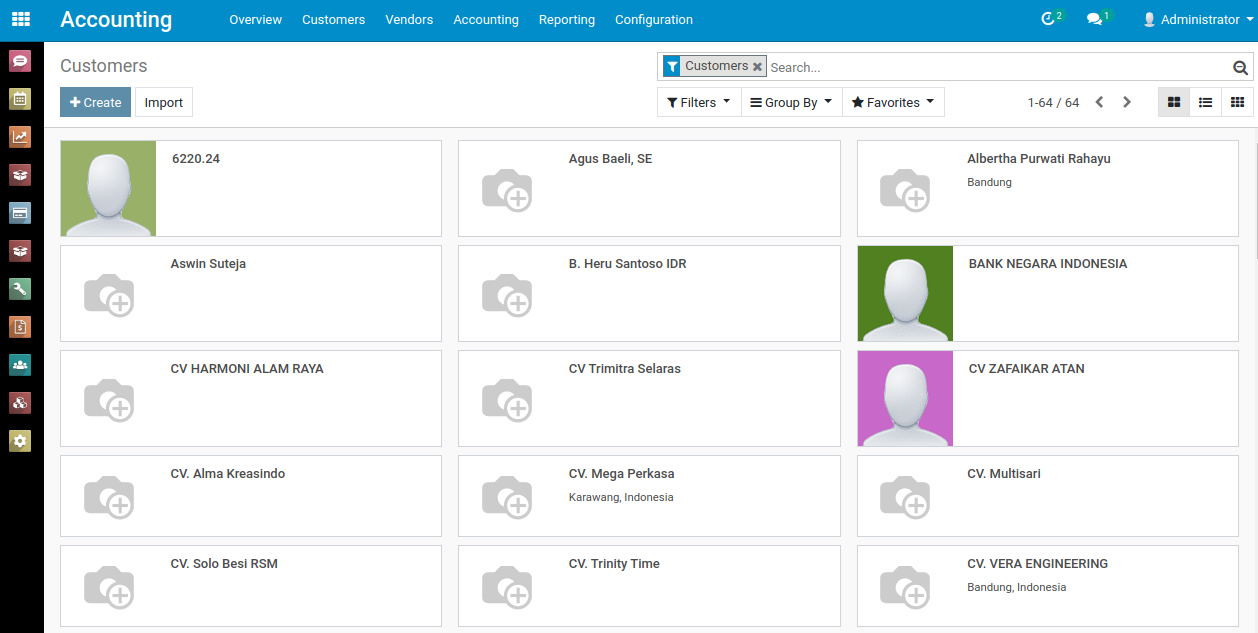 Accounting
Overview Customers Vendors Accounting Reporting Configuration
2 1 Administrator
Customers
Customers Search...
Create Import
Filters Group By Favorites 1-64 / 64
6220.24
Agus Baeli, SE
Albertha Purwati Rahayu
Bandung
Aswin Suteja
B. Heru Santoso IDR
BANK NEGARA INDONESIA
CV HARMONI ALAM RAYA
CV Trimitra Selaras
CV ZAFAIKAR ATAN
CV. Alma Kreasindo
CV. Mega Perkasa
Karawang, Indonesia
CV. Multisari
CV. Solo Besi RSM
CV. Trinity Time
CV. VERA ENGINEERING
Bandung, Indonesia